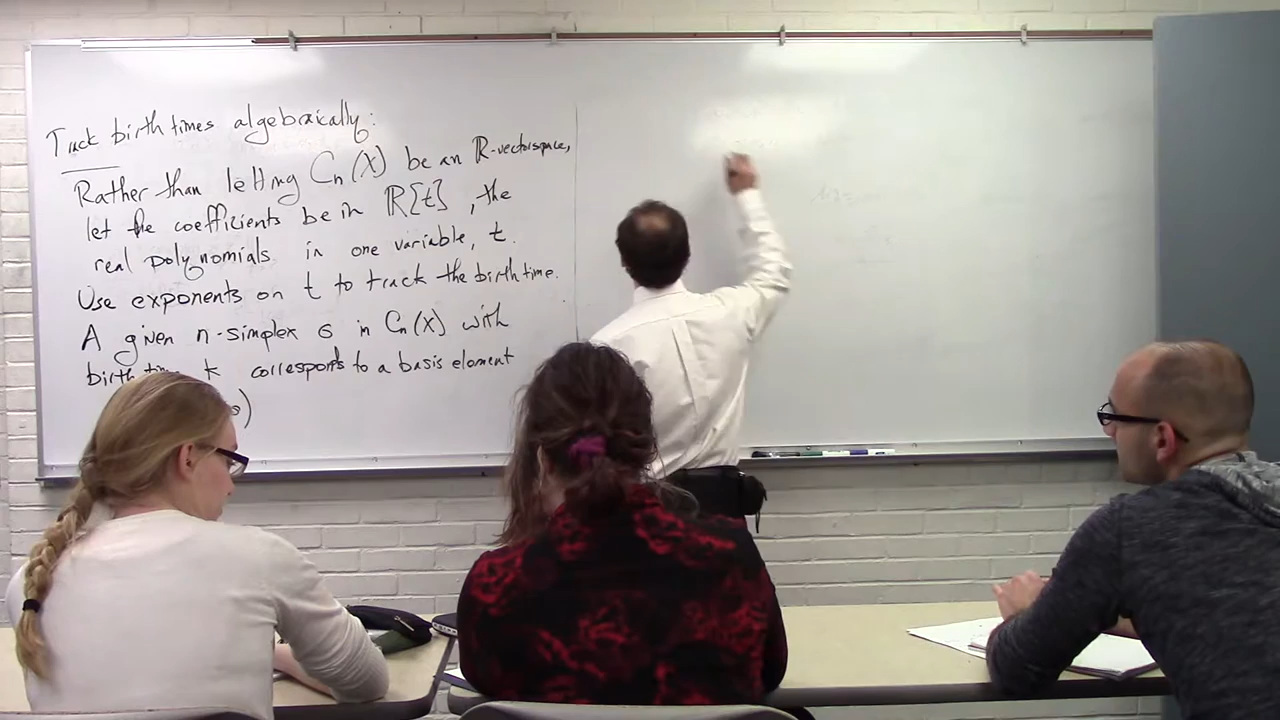 Track birth times algebraically:
Rather than letting Cn(X) be an ℝ-vectorspace,
let the coefficients be in ℝ[t], the
real polynomials in one variable, t.
Use exponents on t to track the birth time.
A given n-simplex σ in Cn(X) with
birth k corresponds to a basis element
)